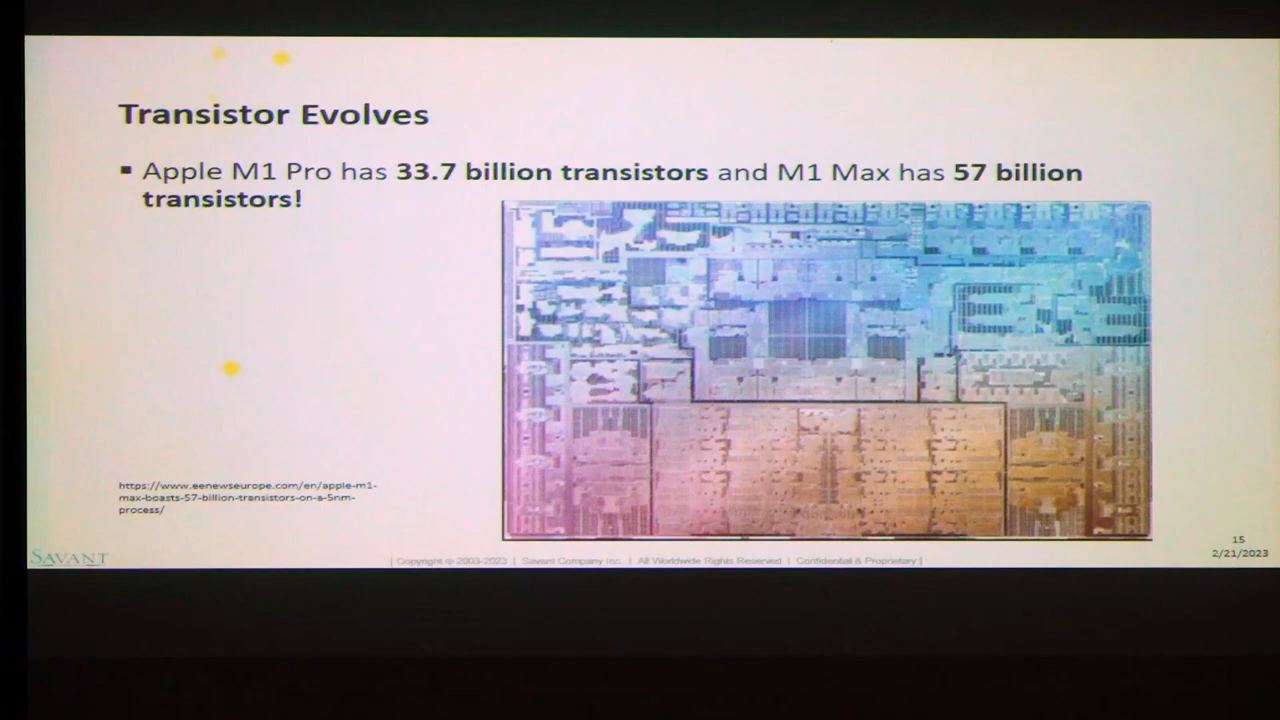 Transistor Evolves
▪ Apple M1 Pro has 33.7 billion transistors and M1 Max has 57 billion
transistors!
https://www.eenewseurope.com/en/apple-m1-
max-boasts-57-billion-transistors-on-a-5nm-
process/
SAVANT
| Copyright © 2003-2023 | Savant Company Inc. | All Worldwide Rights Reserved | Confidential & Proprietary |
15
2/21/2023